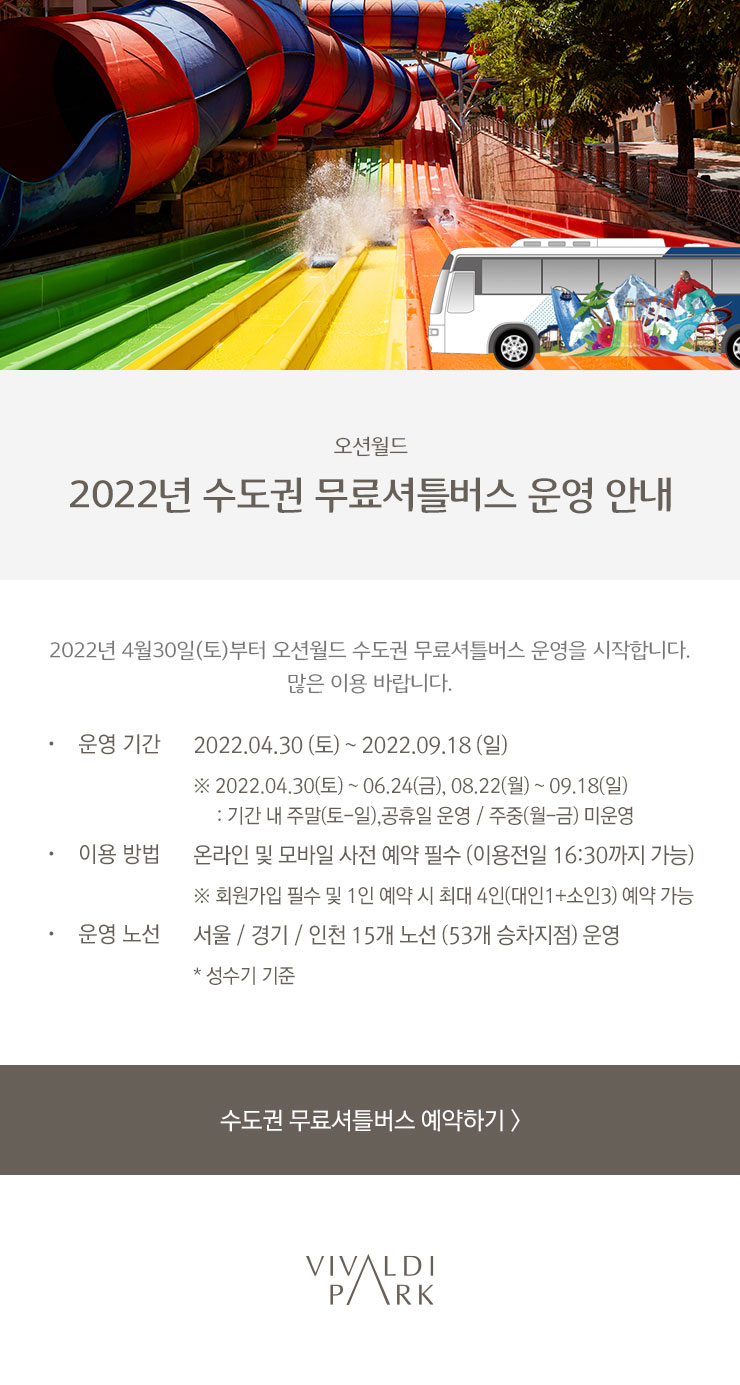 오션월드
2022년 수도권 무료셔틀버스 운영 안내
2022년 4월30일(토)부터 오션월드 수도권 무료셔틀버스 운영을 시작합니다.
많은 이용 바랍니다.
· 운영 기간 2022.04.30 (토) ~ 2022.09.18 (일)
※ 2022.04.30(토) ~ 06.24(금), 08.22(월) ~ 09.18(일)
: 기간 내 주말(토-일),공휴일 운영 / 주중(월-금) 미운영
· 이용 방법 온라인 및 모바일 사전 예약 필수 (이용전일 16:30까지 가능)
※ 회원가입 필수 및 1인 예약 시 최대 4인(대인1+소인3) 예약 가능
· 운영 노선 서울 / 경기 / 인천 15개 노선 (53개 승차지점) 운영
* 성수기 기준
수도권 무료셔틀버스 예약하기 〉
VIVALDI
PARK